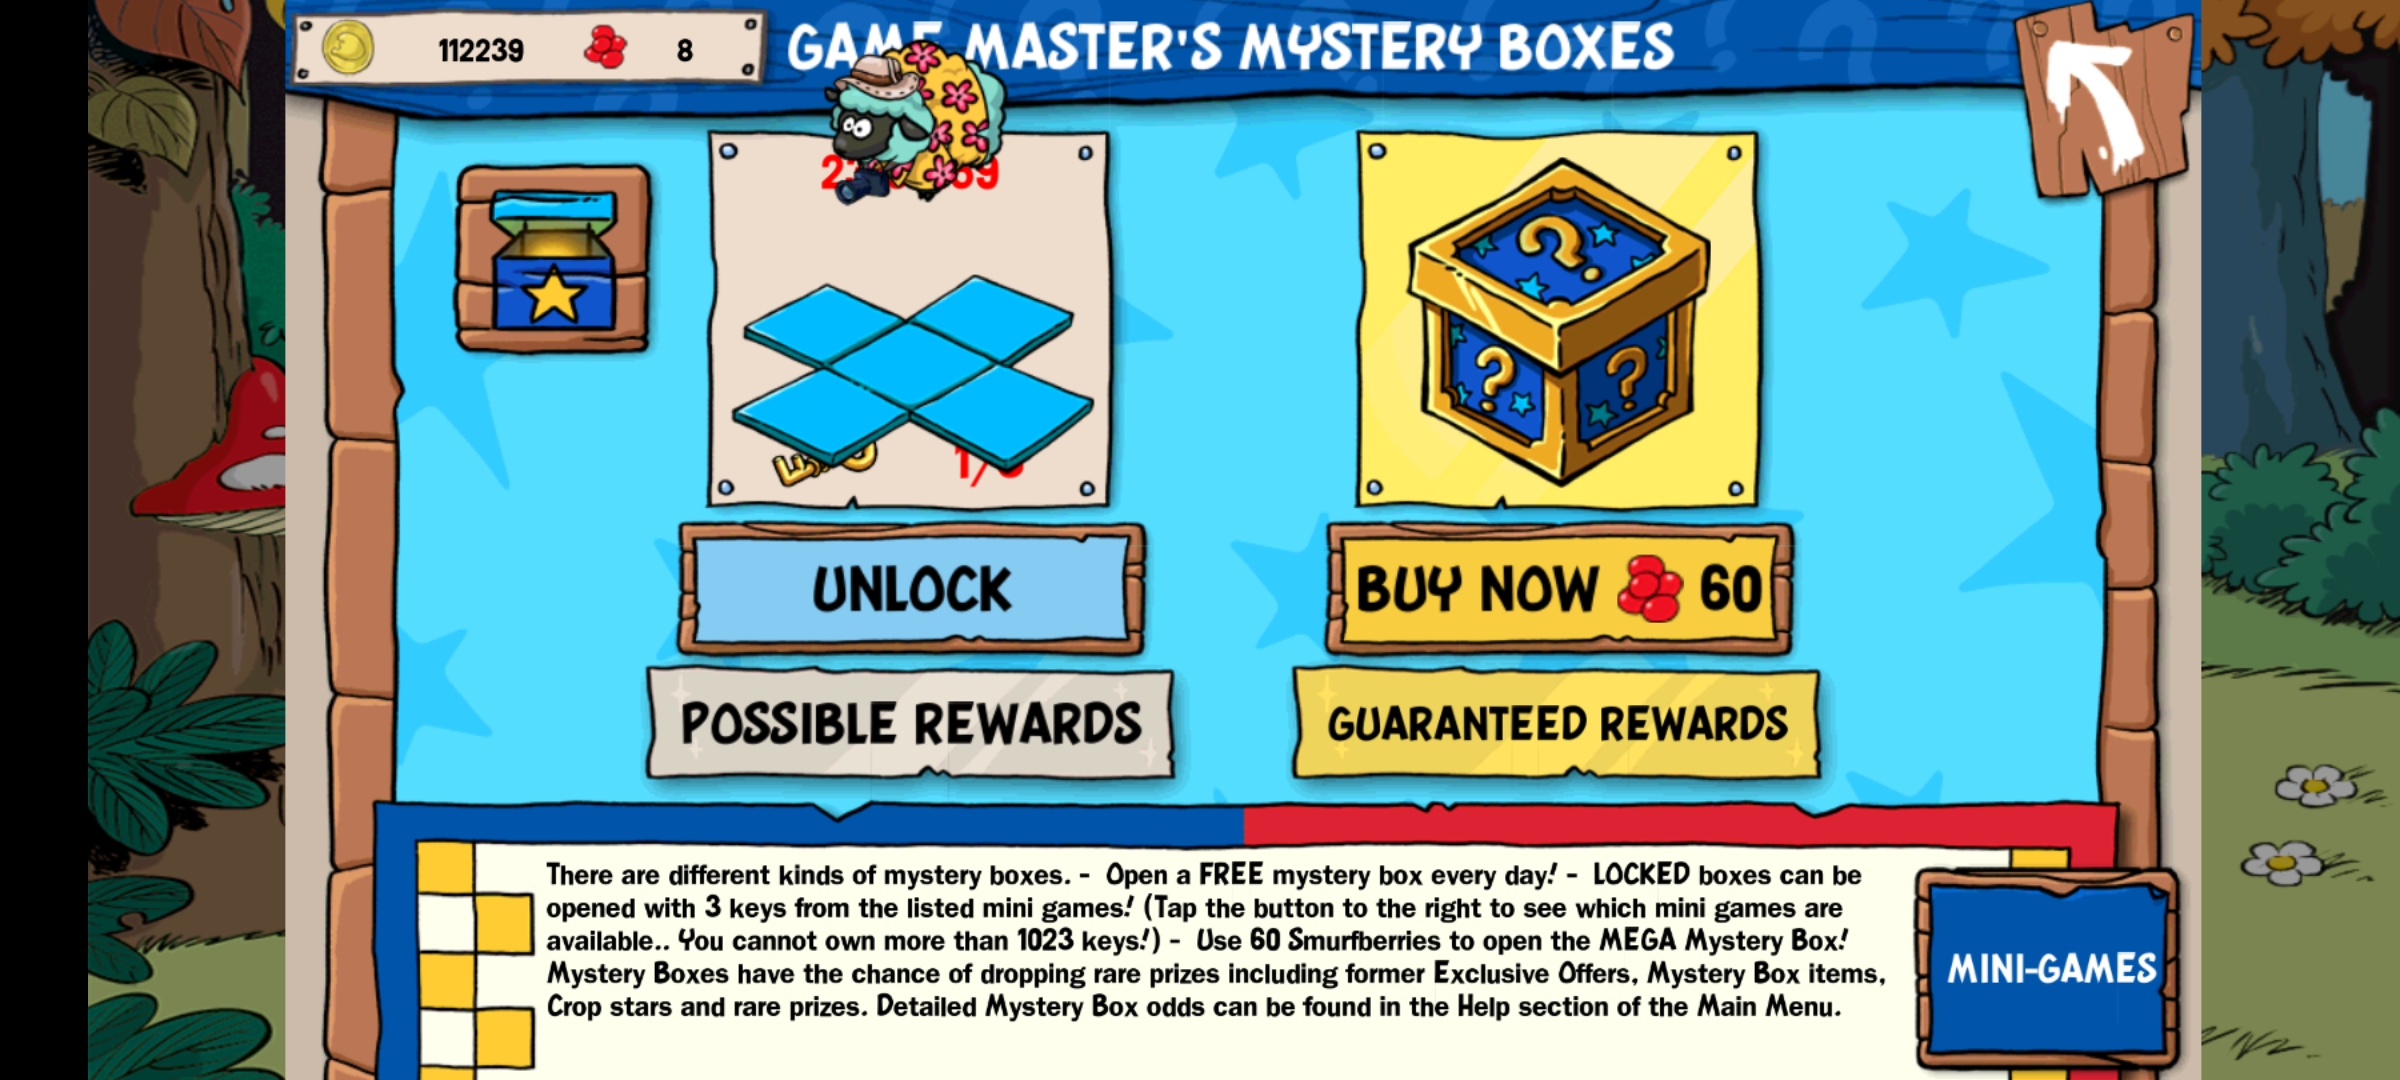 112239
8
GAME MASTER'S MYSTERY BOXES
UNLOCK
BUY NOW 60
POSSIBLE REWARDS
GUARANTEED REWARDS
There are different kinds of mystery boxes. - Open a FREE mystery box every day! - LOCKED boxes can be
opened with 3 keys from the listed mini games! (Tap the button to the right to see which mini games are
available.. You cannot own more than 1023 keys!) - Use 60 Smurfberries to open the MEGA Mystery Box!
Mystery Boxes have the chance of dropping rare prizes including former Exclusive Offers, Mystery Box items,
Crop stars and rare prizes. Detailed Mystery Box odds can be found in the Help section of the Main Menu.
MINI-GAMES